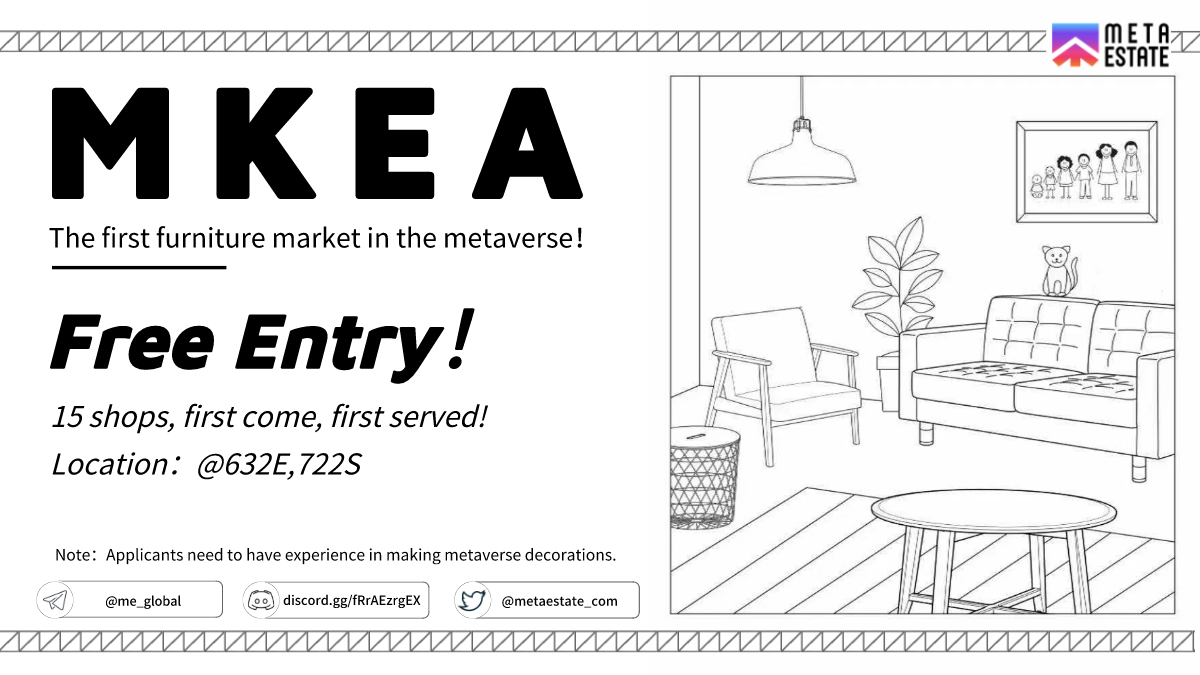 META
ESTATE
MKEA
The first furniture market in the metaverse!
Free Entry!
15 shops, first come, first served!
Location：@632E,722S
Note：Applicants need to have experience in making metaverse decorations.
@me_global
discord.gg/fRrAEzrgEX
@metaestate_com